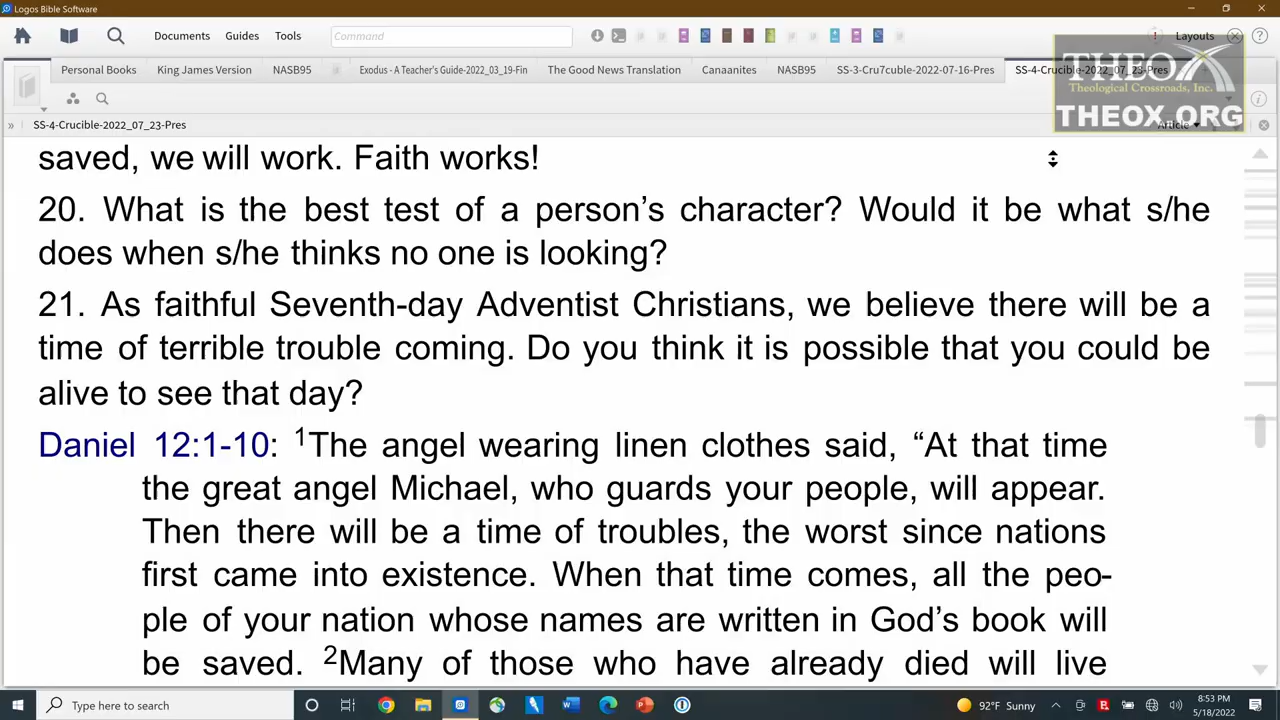 Logos Bible Software
Documents Guides Tools Command Layouts
Personal Books King James Version NASB95 2022_03_19-Fin The Good News Translation Canaanites NASB95 SS-3-Cru7cuble-2022-07-16-Pres SS-4-Crucible-2022_07_23-Pres
THEOX
Theological Crossroads, Inc.
THEOX.ORG
» SS-4-Crucible-2022_07_23-Pres Article
saved, we will work. Faith works!
20. What is the best test of a person’s character? Would it be what s/he
does when s/he thinks no one is looking?
21. As faithful Seventh-day Adventist Christians, we believe there will be a
time of terrible trouble coming. Do you think it is possible that you could be
alive to see that day?
Daniel 12:1-10: 1The angel wearing linen clothes said, “At that time
the great angel Michael, who guards your people, will appear.
Then there will be a time of troubles, the worst since nations
first came into existence. When that time comes, all the peo-
ple of your nation whose names are written in God’s book will
be saved. 2Many of those who have already died will live
Type here to search 92°F Sunny 8:53 PM
5/18/2022